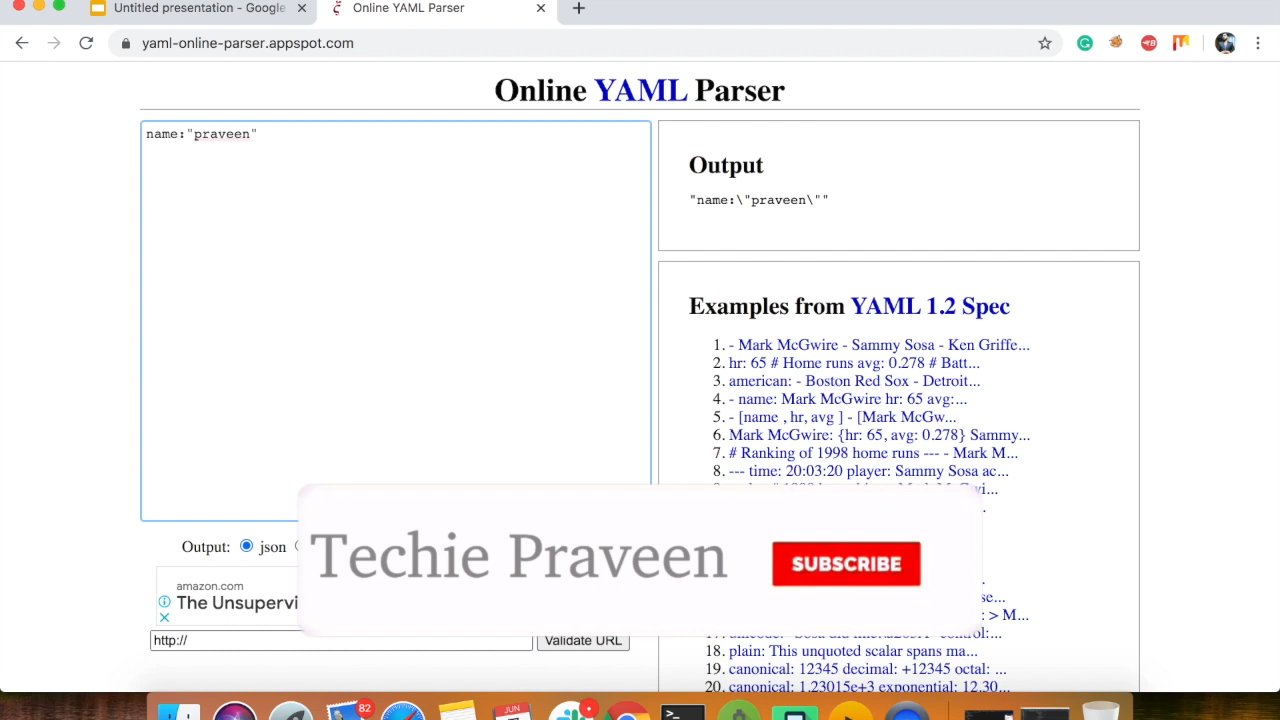 Untitled presentation - Google
Online YAML Parser
yaml-online-parser.appspot.com
Online YAML Parser
name:"praveen"
Output
"name:\"praveen\""
Examples from YAML 1.2 Spec
1. - Mark McGwire - Sammy Sosa - Ken Griffe...
2. hr: 65 # Home runs avg: 0.278 # Batt...
3. american: - Boston Red Sox - Detroit...
4. - name: Mark McGwire hr: 65 avg:...
5. - [name , hr, avg ] - [Mark McGw...
6. Mark McGwire: {hr: 65, avg: 0.278} Sammy...
7. # Ranking of 1998 home runs --- - Mark M...
8. --- time: 20:03:20 player: Sammy Sosa ac...
Output: json
Techie Praveen
SUBSCRIBE
amazon.com
The Unsupervi
se...
: > M...
http://
Validate URL
18. plain: This unquoted scalar spans ma...
19. canonical: 12345 decimal: +12345 octal: ...
20. canonical: 1.23015e+3 exponential: 12.30...
82
JUN